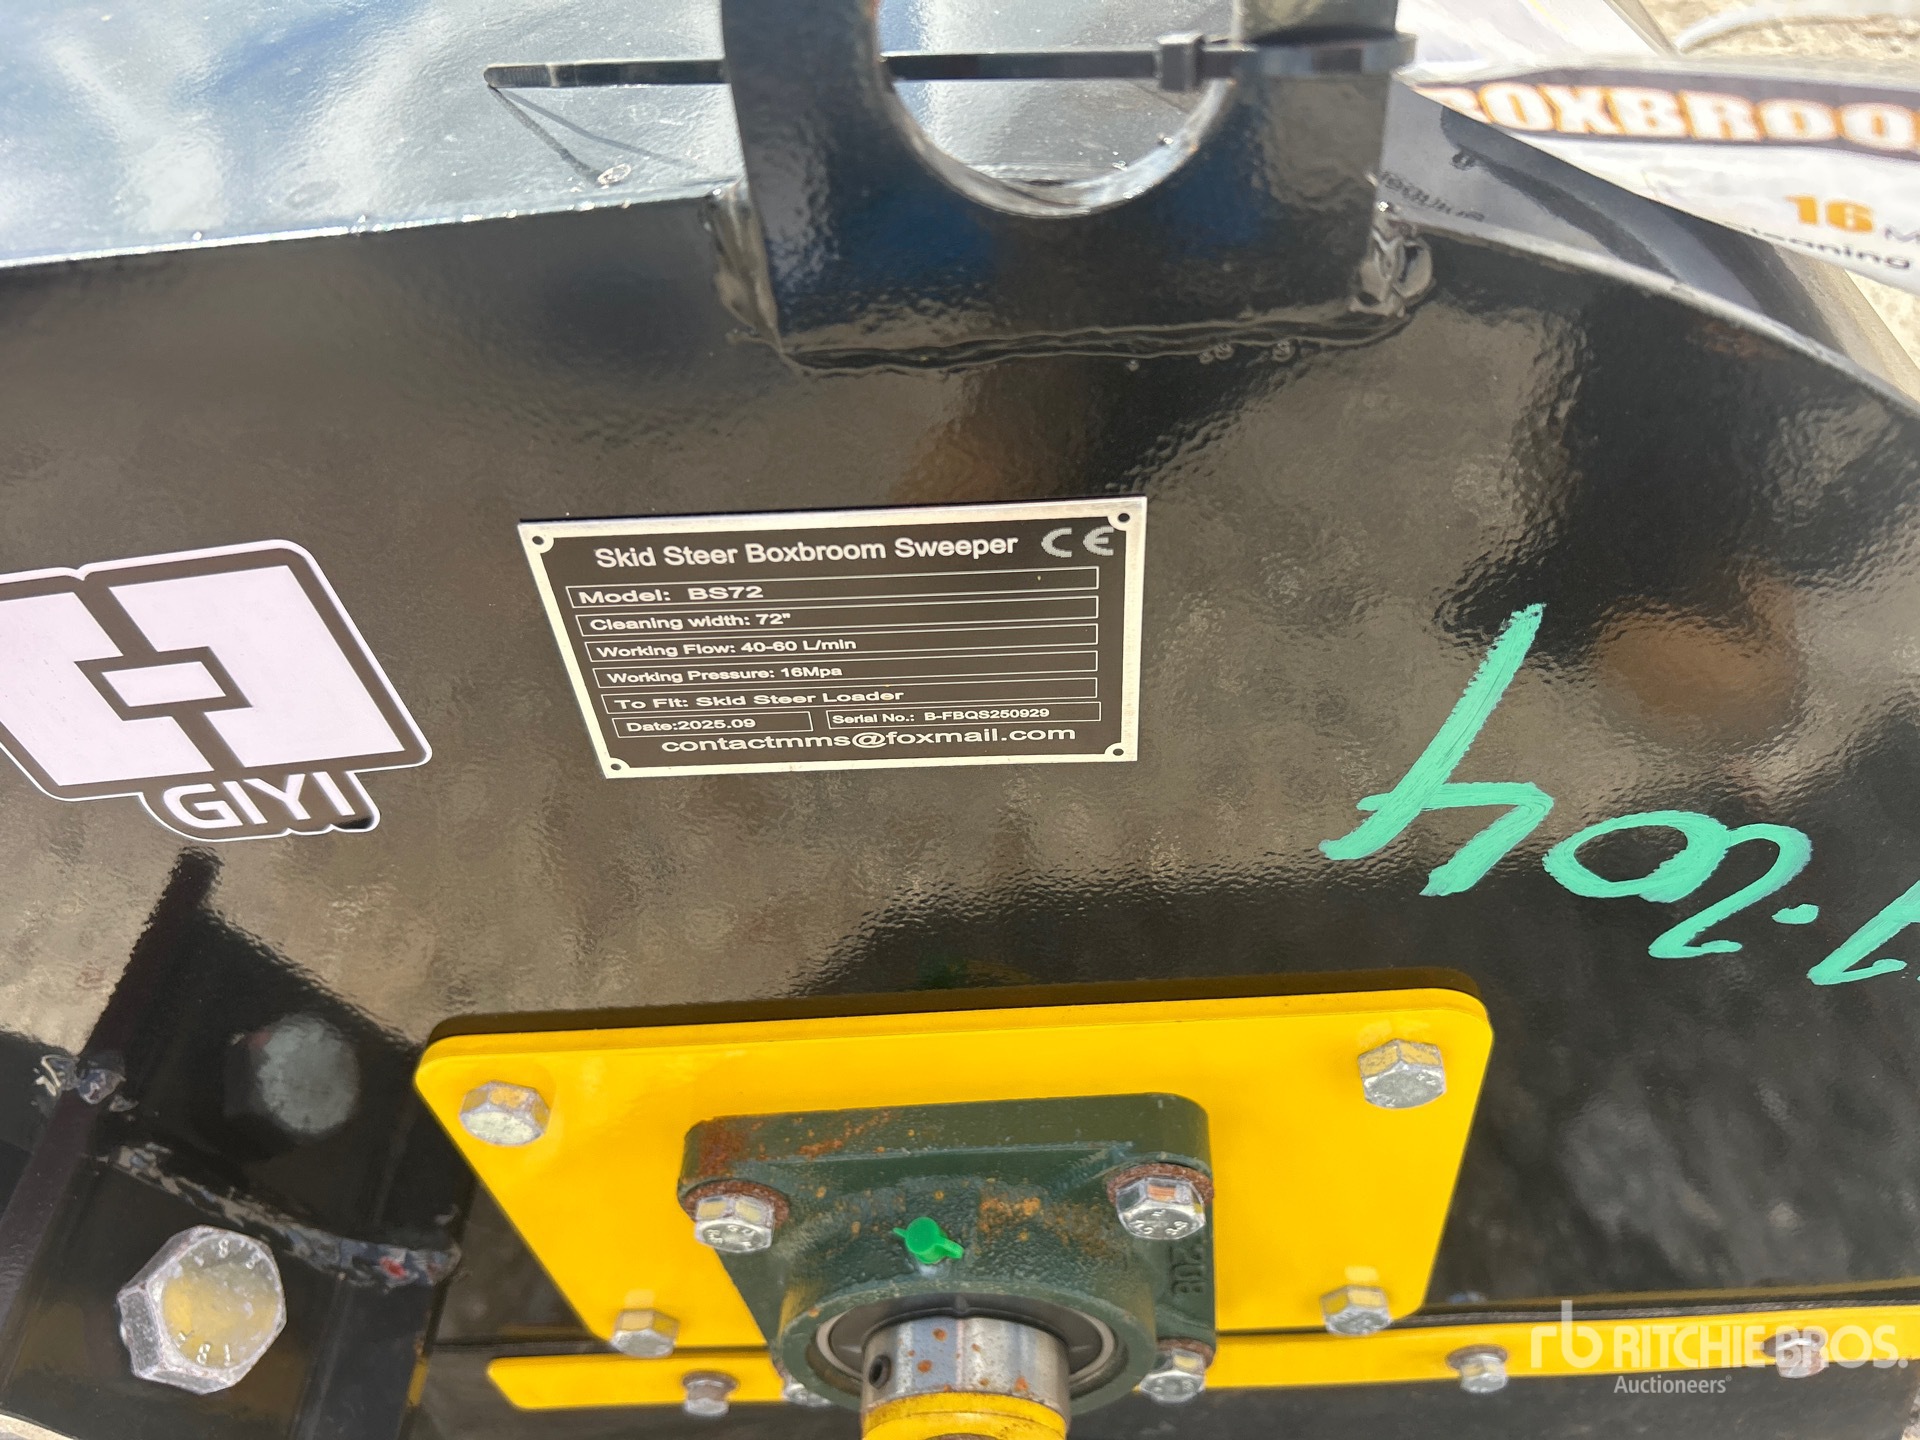 BOXBROO
16 M
cleaning
Skid Steer Boxbroom Sweeper CE
Model: BS72
Cleaning width: 72"
Working Flow: 40-60 L/min
Working Pressure: 16Mpa
To Fit: Skid Steer Loader
Date:2025.09 Serial No.: B-FBQS250929
contactmms@foxmail.com
GIYI
rb RITCHIE BROS.
Auctioneers